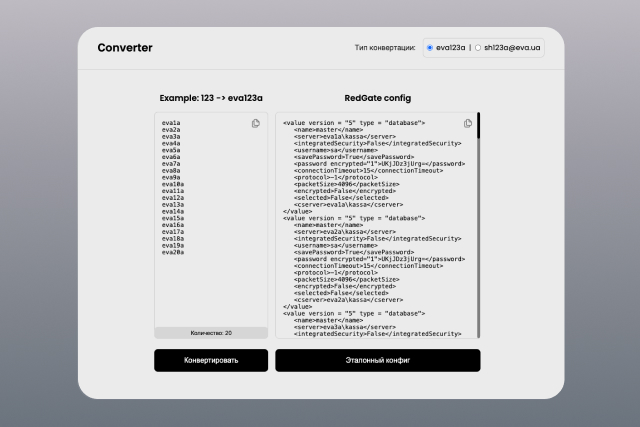 Converter
Тип конвертации: eva123a | sh123a@eva.ua
Example: 123 -> eva123a
RedGate config
eva1a
eva2a
eva3a
eva4a
eva5a
eva6a
eva7a
eva8a
eva9a
eva10a
eva11a
eva12a
eva13a
eva14a
eva15a
eva16a
eva17a
eva18a
eva19a
eva20a
Количество: 20
<value version = "5" type = "database">
<name>master</name>
<server>eva1a\kassa</server>
<integratedSecurity>False</integratedSecurity>
<username>sa</username>
<savePassword>True</savePassword>
<password encrypted="1">UKjJDz3jUrg=</password>
<connectionTimeout>15</connectionTimeout>
<protocol>-1</protocol>
<packetSize>4096</packetSize>
<encrypted>False</encrypted>
<selected>False</selected>
<cserver>eva1a\kassa</cserver>
</value>
<value version = "5" type = "database">
<name>master</name>
<server>eva2a\kassa</server>
<integratedSecurity>False</integratedSecurity>
<username>sa</username>
<savePassword>True</savePassword>
<password encrypted="1">UKjJDz3jUrg=</password>
<connectionTimeout>15</connectionTimeout>
<protocol>-1</protocol>
<packetSize>4096</packetSize>
<encrypted>False</encrypted>
<selected>False</selected>
<cserver>eva2a\kassa</cserver>
</value>
<value version = "5" type = "database">
<name>master</name>
<server>eva3a\kassa</server>
<integratedSecurity>False</integratedSecurity>
Конвертировать
Эталонный конфиг